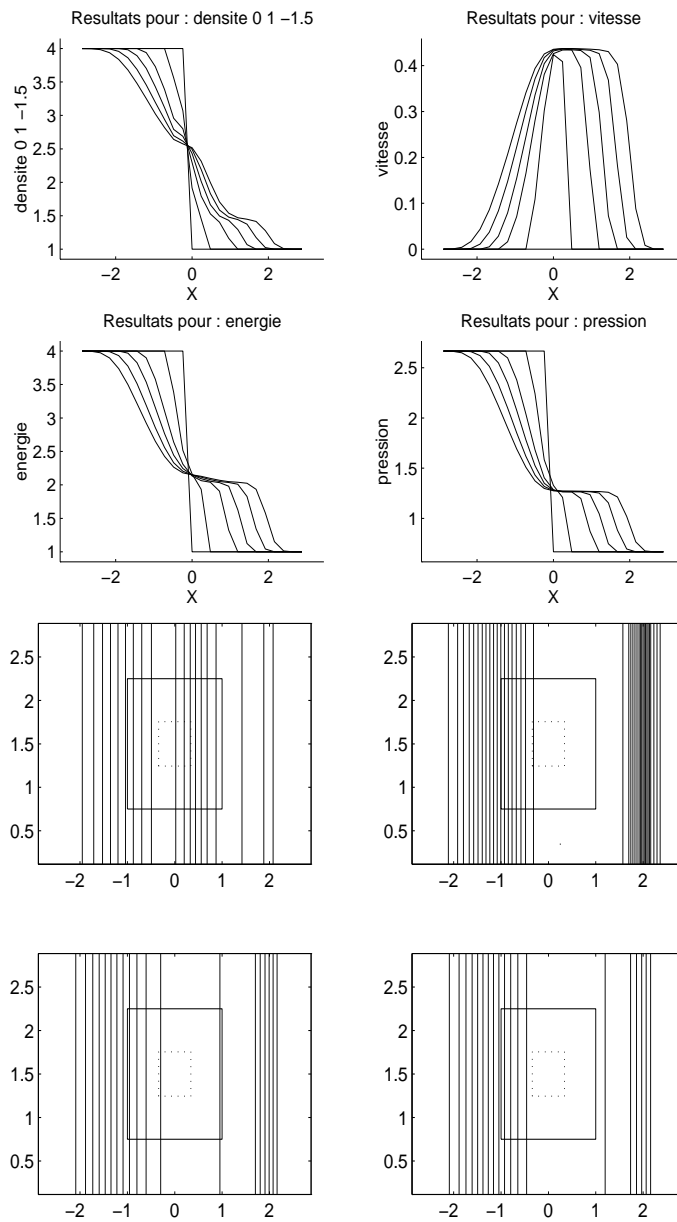 Resultats pour : densite 0 1 −1.5
4
3.5
3
2.5
2
1.5
1
densite 0 1 −1.5
−2 0 2
X
Resultats pour : vitesse
0.4
0.3
0.2
0.1
0
vitesse
−2 0 2
X
Resultats pour : energie
4
3.5
3
2.5
2
1.5
1
energie
−2 0 2
X
Resultats pour : pression
2.5
2
1.5
1
pression
−2 0 2
X
2.5
2
1.5
1
0.5
−2 −1 0 1 2
2.5
2
1.5
1
0.5
−2 −1 0 1 2
2.5
2
1.5
1
0.5
−2 −1 0 1 2
2.5
2
1.5
1
0.5
−2 −1 0 1 2